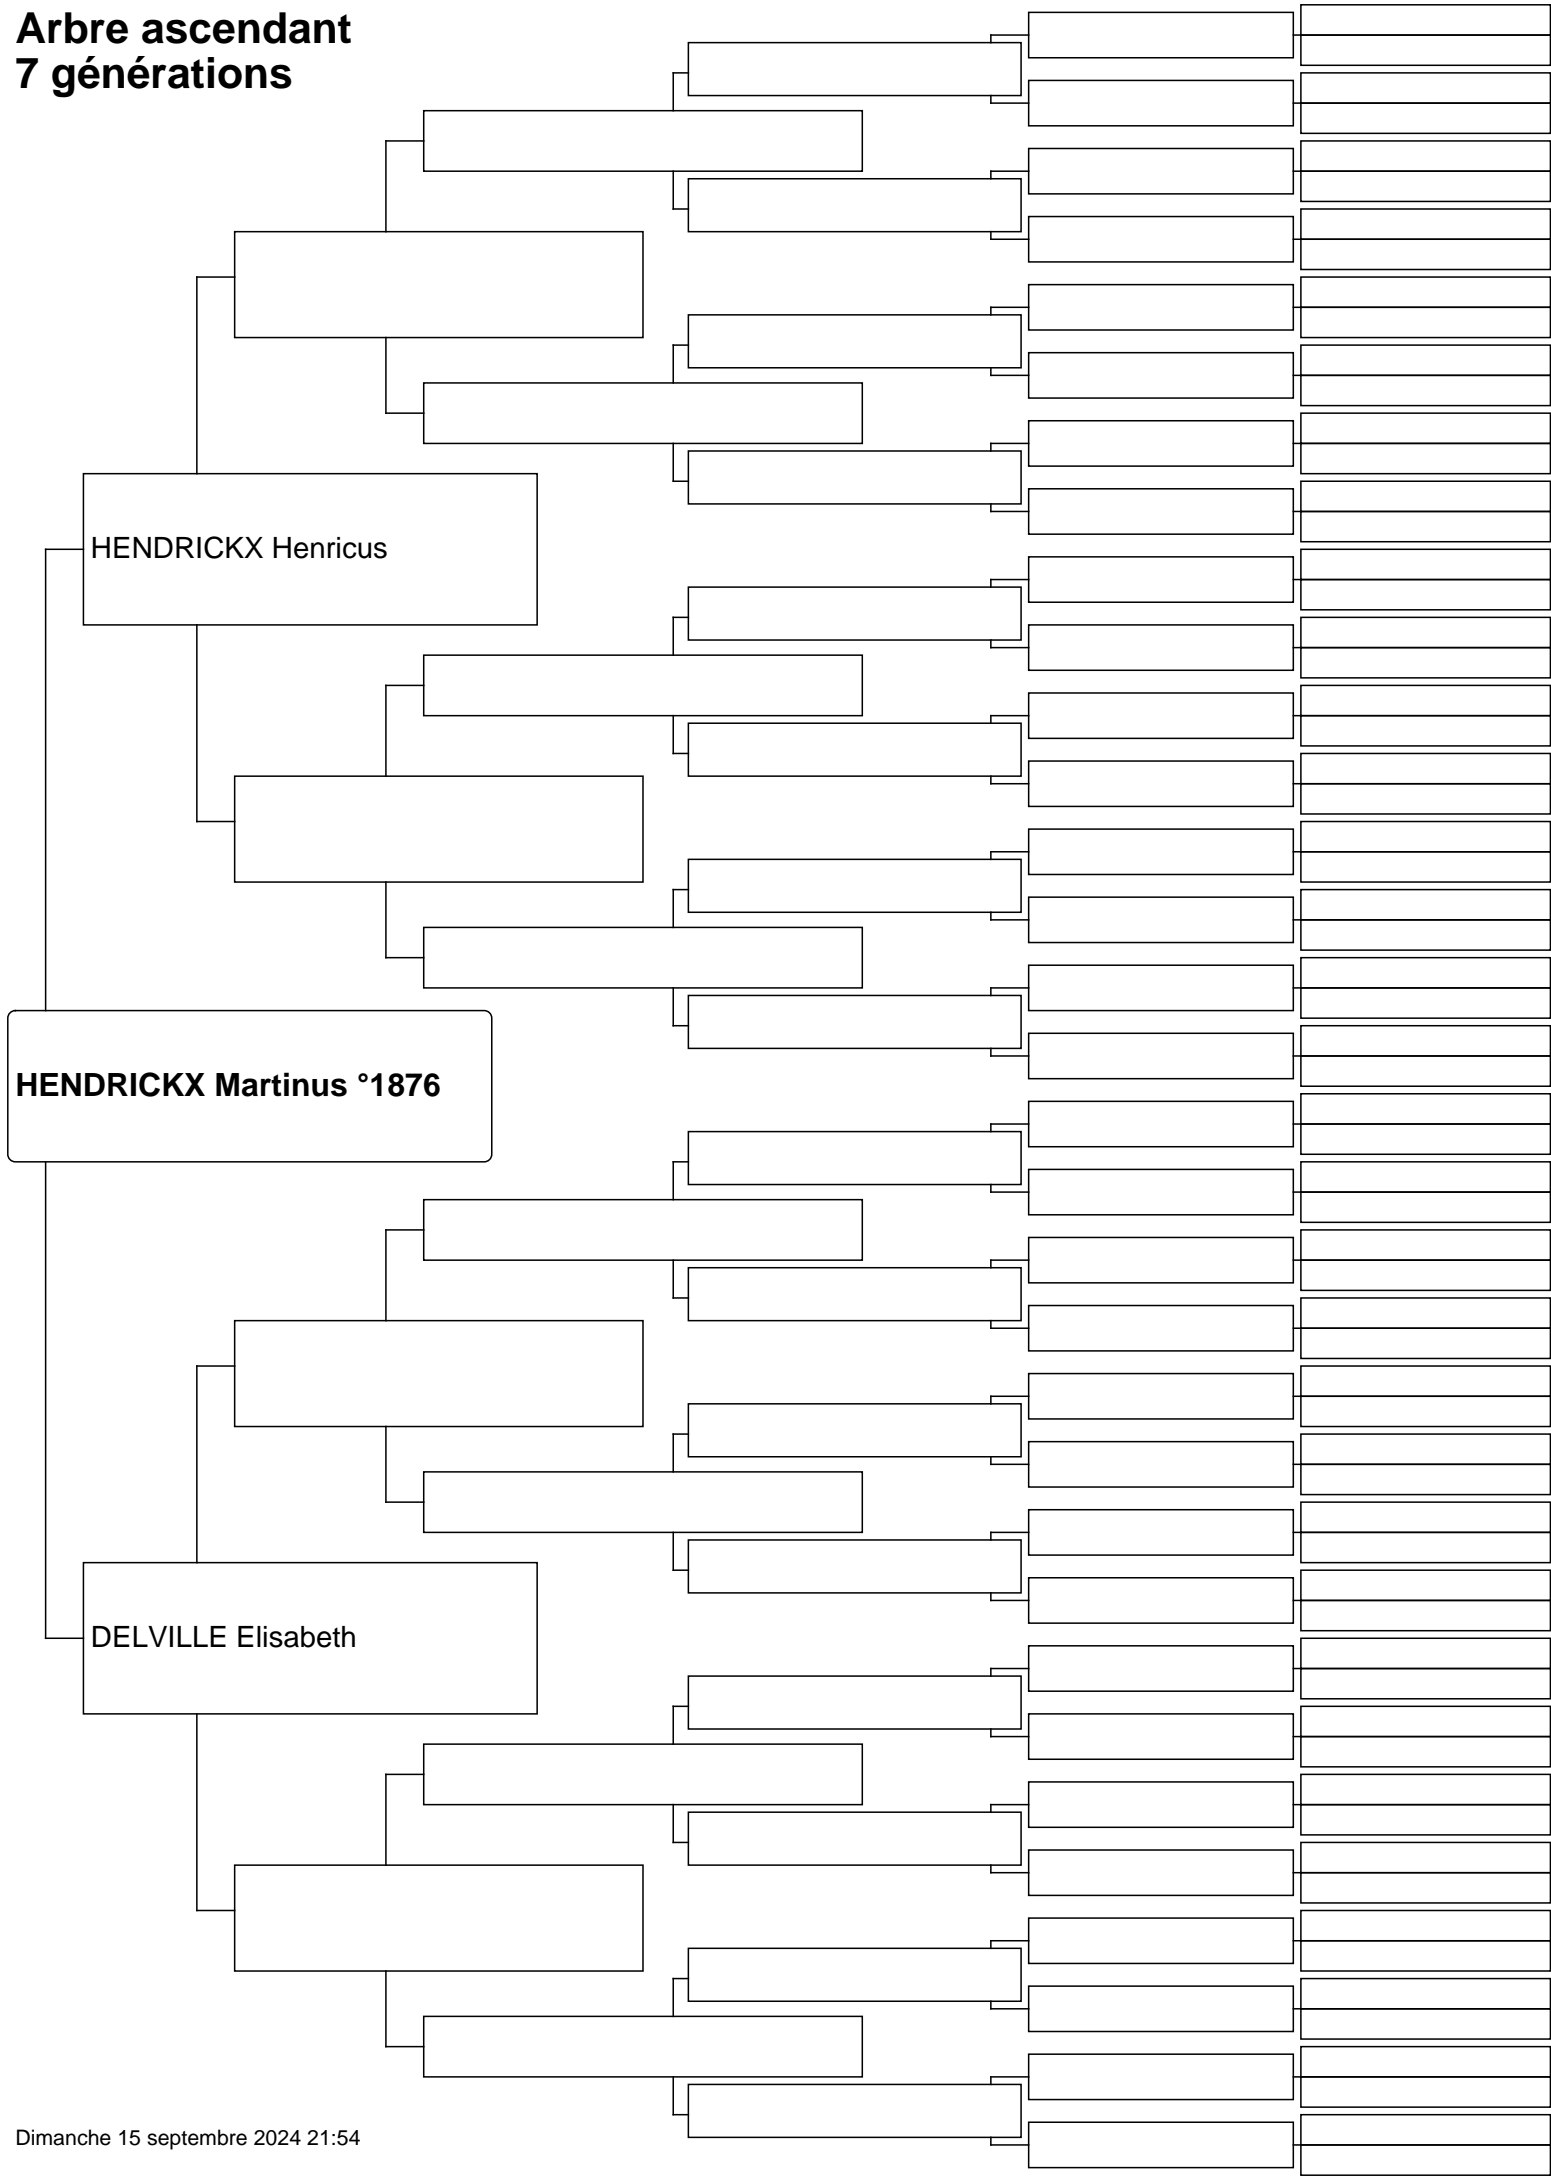 Arbre ascendant
7 générations
HENDRICKX Henricus
HENDRICKX Martinus °1876
DELVILLE Elisabeth
Dimanche 15 septembre 2024 21:54